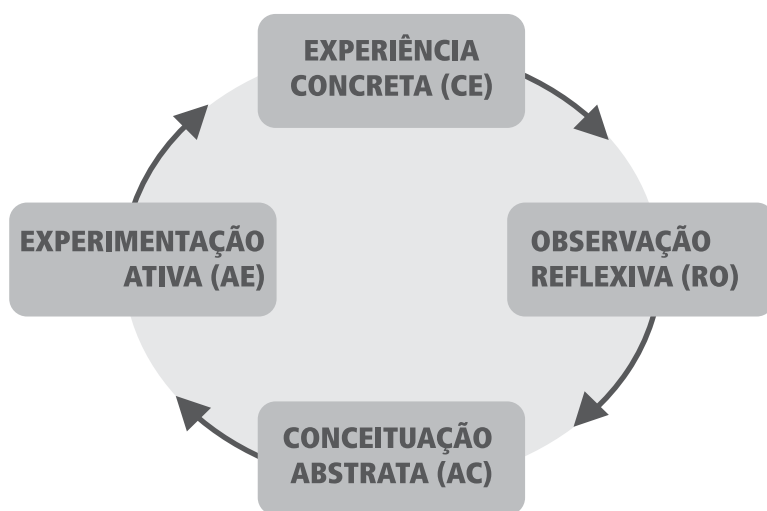 EXPERIÊNCIA
CONCRETA (CE)
OBSERVAÇÃO
REFLEXIVA (RO)
CONCEITUAÇÃO
ABSTRATA (AC)
EXPERIMENTAÇÃO
ATIVA (AE)